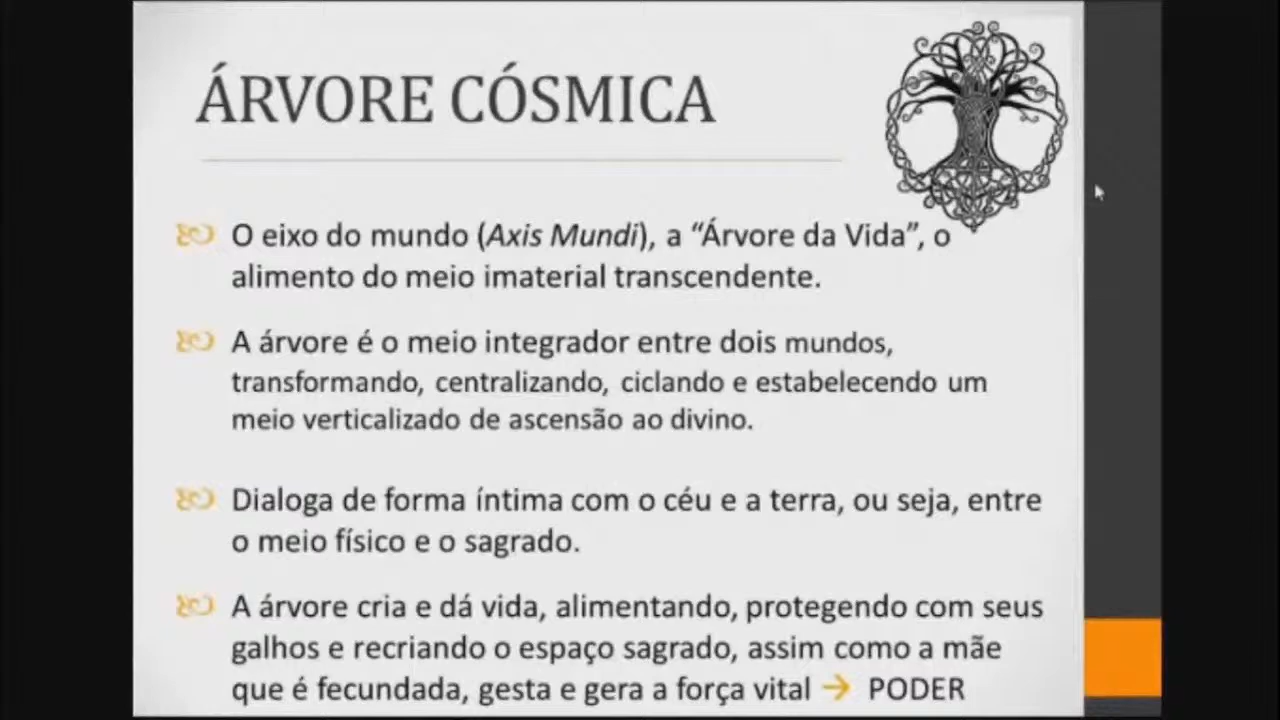 ÁRVORE CÓSMICA
O eixo do mundo (Axis Mundi), a “Árvore da Vida”, o
alimento do meio imaterial transcendente.
A árvore é o meio integrador entre dois mundos,
transformando, centralizando, ciclando e estabelecendo um
meio verticalizado de ascensão ao divino.
Dialoga de forma íntima com o céu e a terra, ou seja, entre
o meio físico e o sagrado.
A árvore cria e dá vida, alimentando, protegendo com seus
galhos e recriando o espaço sagrado, assim como a mãe
que é fecundada, gesta e gera a força vital → PODER